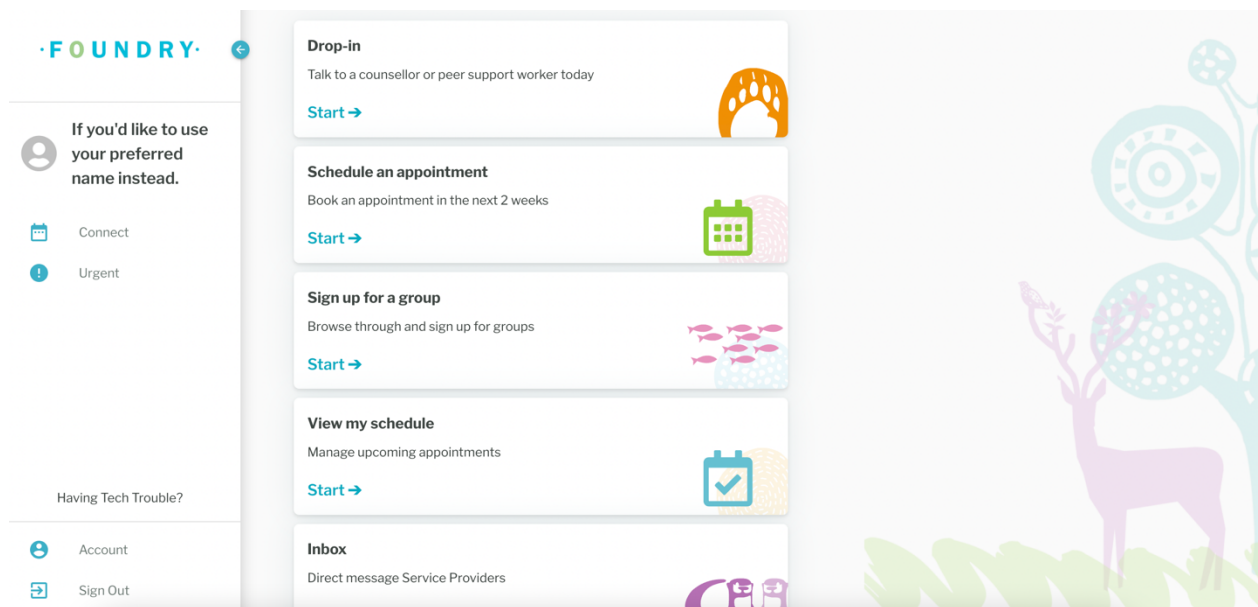 ·FOUNDRY·
If you'd like to use
your preferred
name instead.
Connect
Urgent
Having Tech Trouble?
Account
Sign Out
Drop-in
Talk to a counsellor or peer support worker today
Start →
Schedule an appointment
Book an appointment in the next 2 weeks
Start →
Sign up for a group
Browse through and sign up for groups
Start →
View my schedule
Manage upcoming appointments
Start →
Inbox
Direct message Service Providers